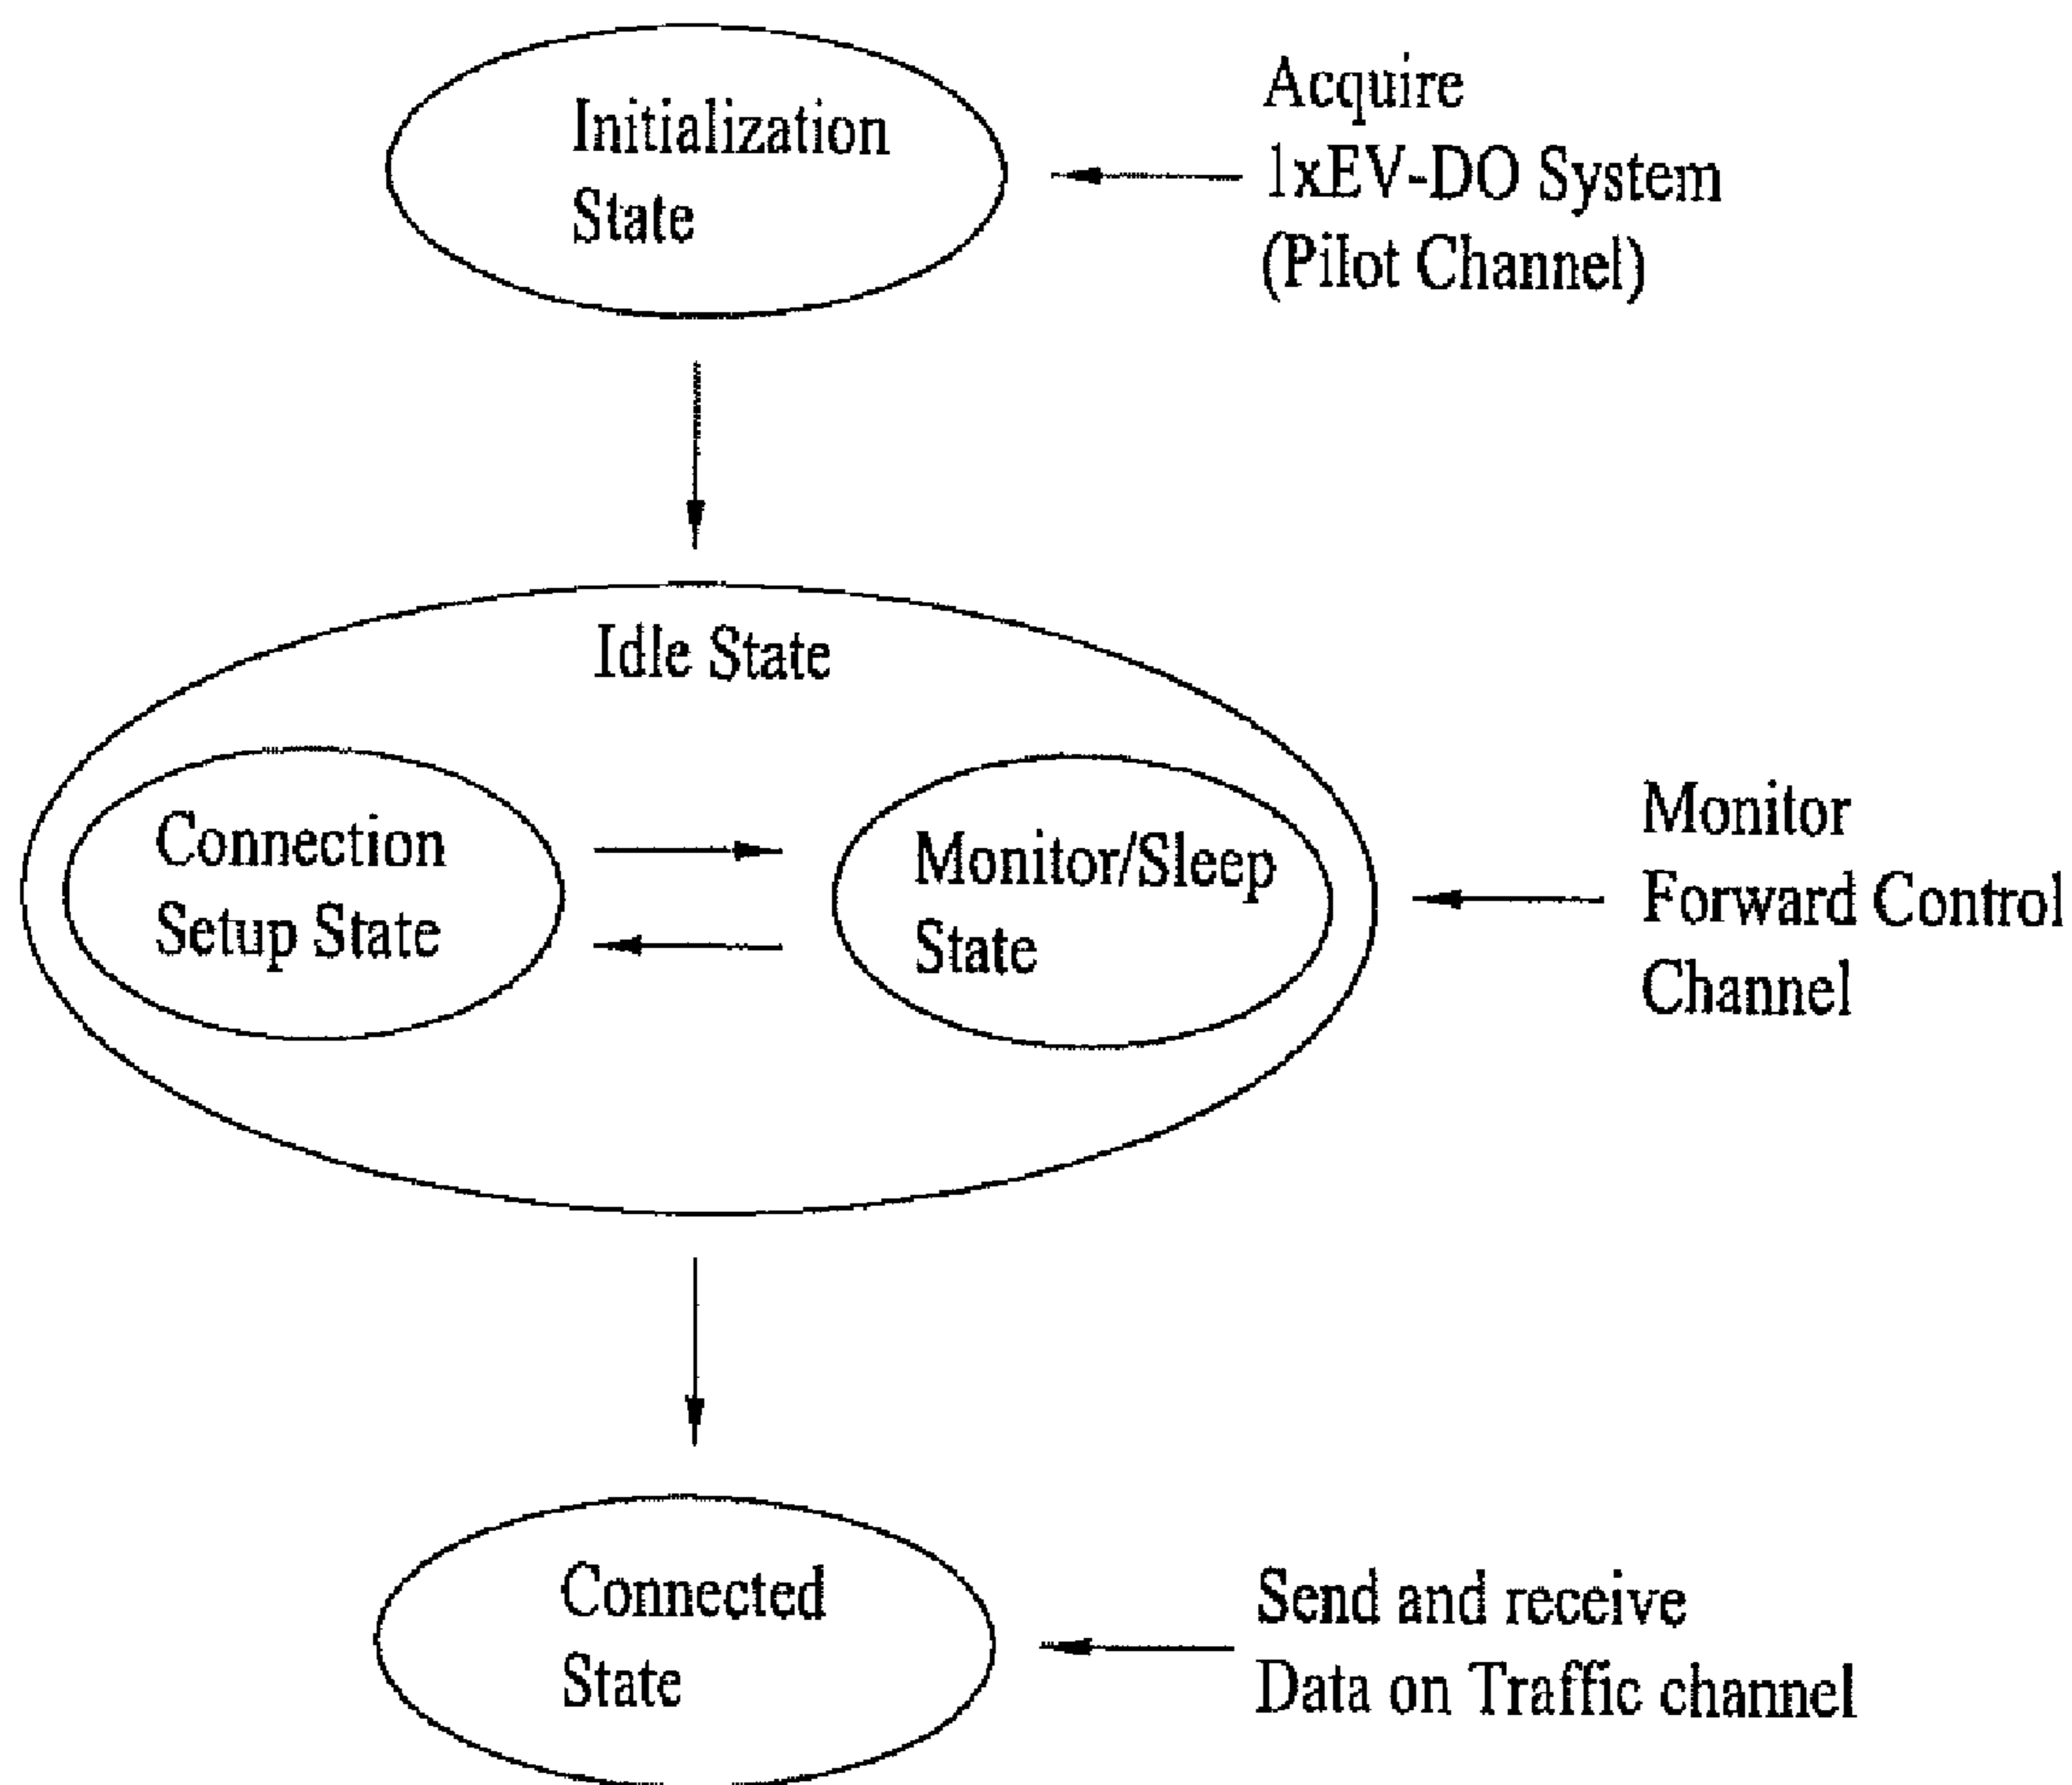 Initialization
State
Acquire
1xEV-DO System
(Pilot Channel)
Idle State
Connection
Setup State
Monitor/Sleep
State
Monitor
Forward Control
Channel
Connected
State
Send and receive
Data on Traffic channel